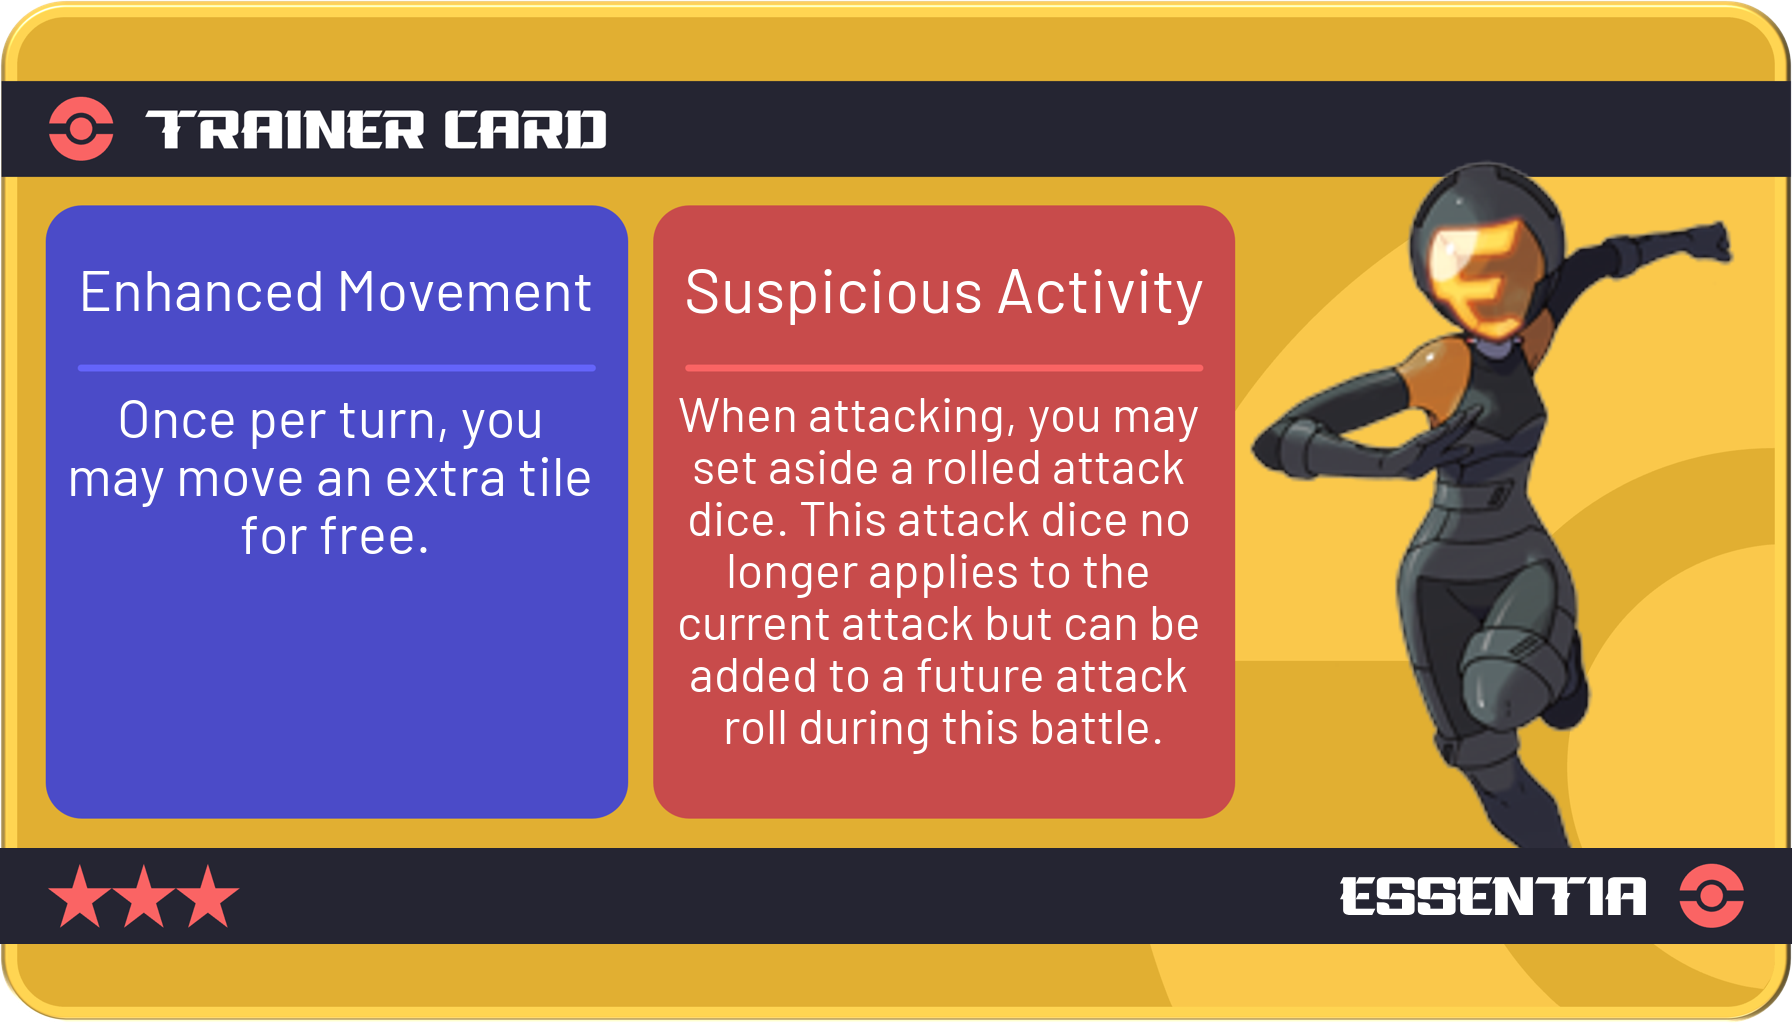 TRAINER CARD
Enhanced Movement
Once per turn, you
may move an extra tile
for free.
Suspicious Activity
When attacking, you may
set aside a rolled attack
dice. This attack dice no
longer applies to the
current attack but can be
added to a future attack
roll during this battle.
ESSENTIA